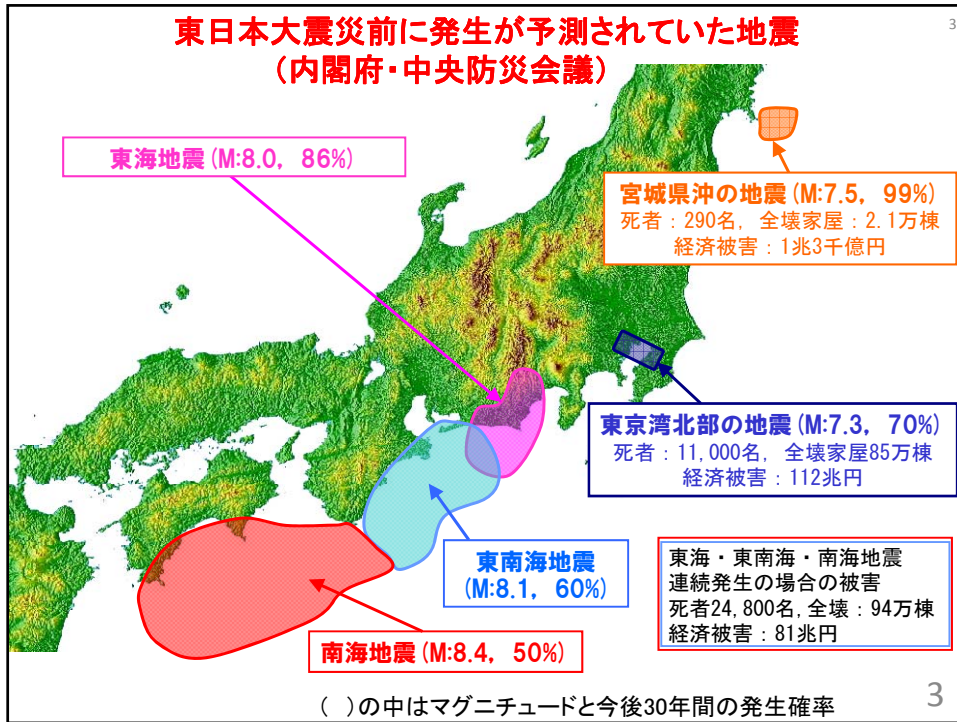 東日本大震災前に発生が予測されていた地震
(内閣府・中央防災会議)
3
東海地震(M:8.0, 86%)
宮城県沖の地震(M:7.5, 99%)
死者：290名, 全壊家屋：2.1万棟
経済被害：1兆3千億円
東京湾北部の地震(M:7.3, 70%)
死者：11,000名, 全壊家屋85万棟
経済被害：112兆円
東南海地震
(M:8.1, 60%)
東海・東南海・南海地震
連続発生の場合の被害
死者24,800名,全壊：94万棟
経済被害：81兆円
南海地震(M:8.4, 50%)
( )の中はマグニチュードと今後30年間の発生確率
3